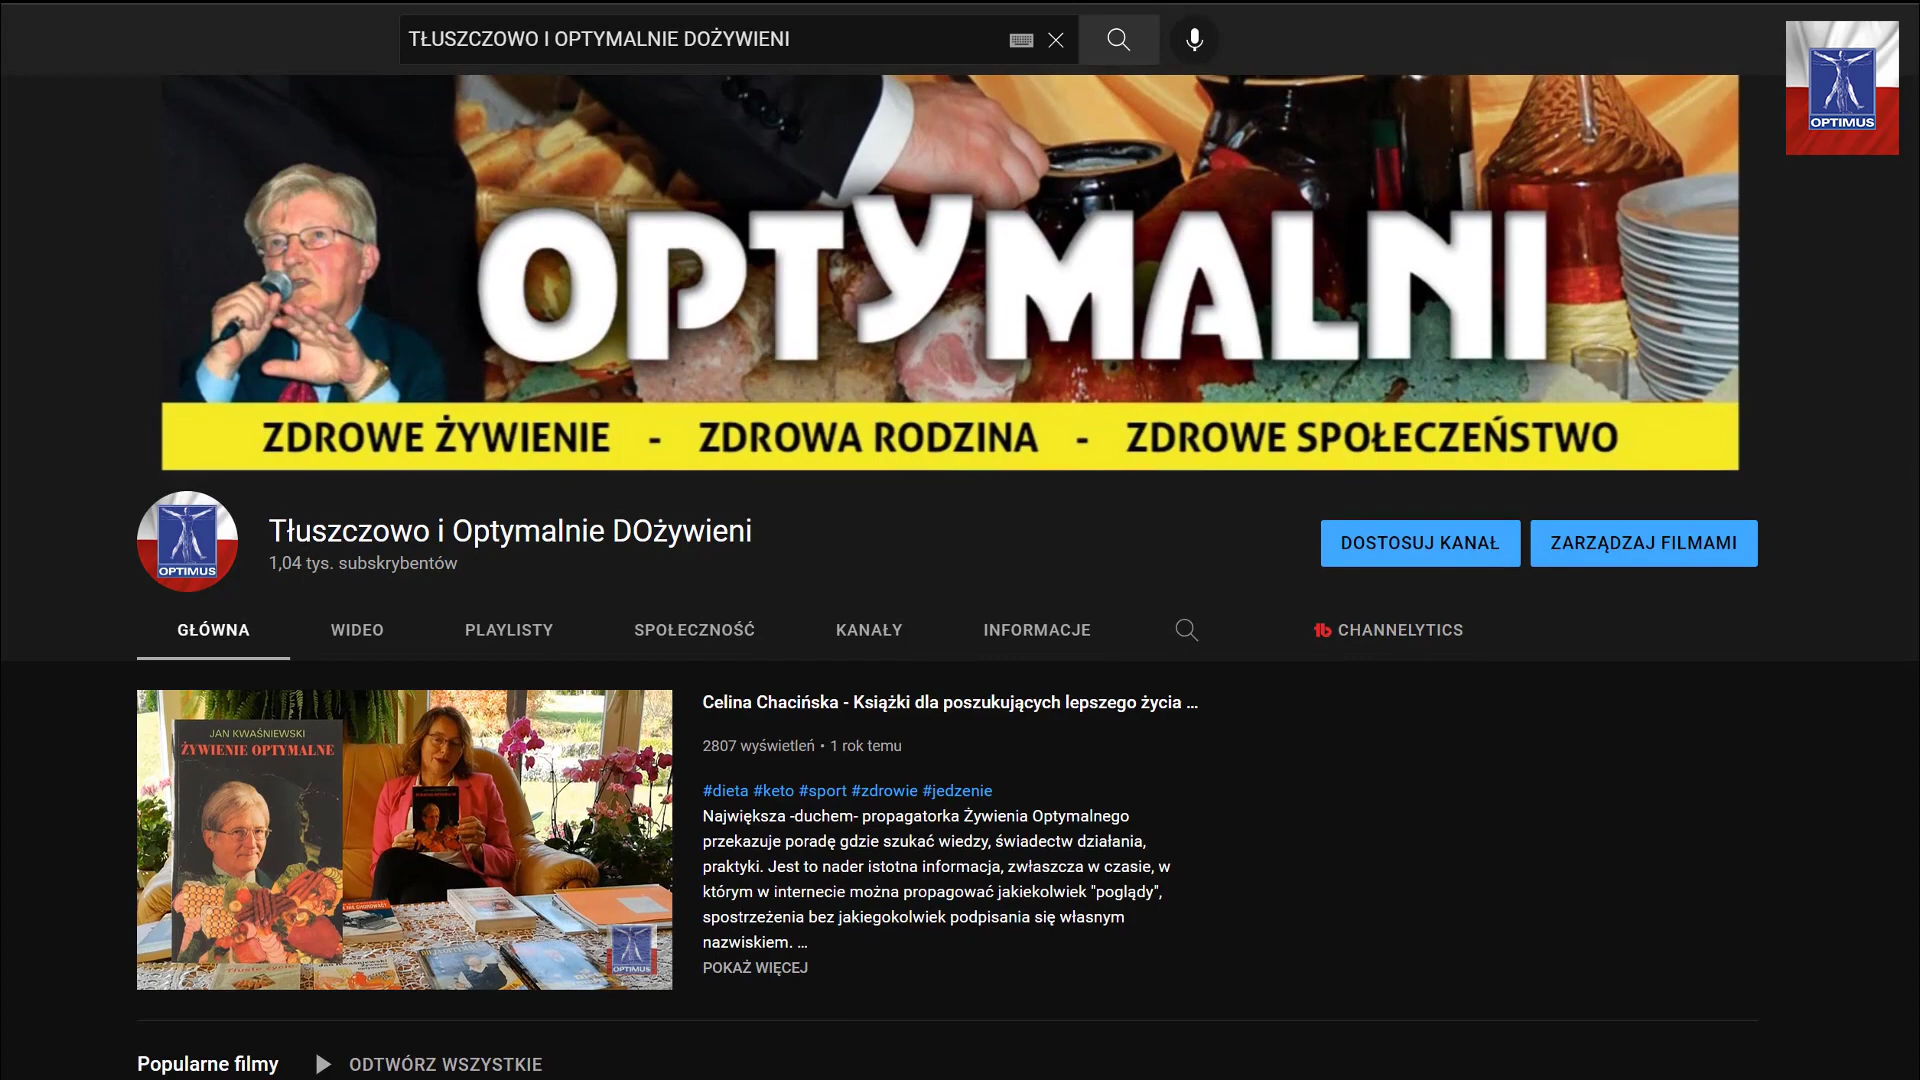 TŁUSZCZOWO I OPTYMALNIE DOŻYWIENI
OPTIMUS
OPTYMALNI
ZDROWE ŻYWIENIE - ZDROWA RODZINA - ZDROWE SPOŁECZEŃSTWO
OPTIMUS
Tłuszczowo i Optymalnie DOżywieni
1,04 tys. subskrybentów
DOSTOSUJ KANAŁ
ZARZĄDZAJ FILMAMI
GŁÓWNA
WIDEO
PLAYLISTY
SPOŁECZNOŚĆ
KANAŁY
INFORMACJE
CHANNELYTICS
JAN KWAŚNIEWSKI
ŻYWIENIE OPTYMALNE
Tłuste życie
Jan Kwaśniewski
OPTIMUS
Celina Chacińska - Książki dla poszukujących lepszego życia ...
2807 wyświetleń • 1 rok temu
#dieta #keto #sport #zdrowie #jedzenie
Największa -duchem- propagatorka Żywienia Optymalnego
przekazuje poradę gdzie szukać wiedzy, świadectw działania,
praktyki. Jest to nader istotna informacja, zwłaszcza w czasie, w
którym w internecie można propagować jakiekolwiek "poglądy",
spostrzeżenia bez jakiegokolwiek podpisania się własnym
nazwiskiem. ...
POKAŻ WIĘCEJ
Popularne filmy
ODTWÓRZ WSZYSTKIE